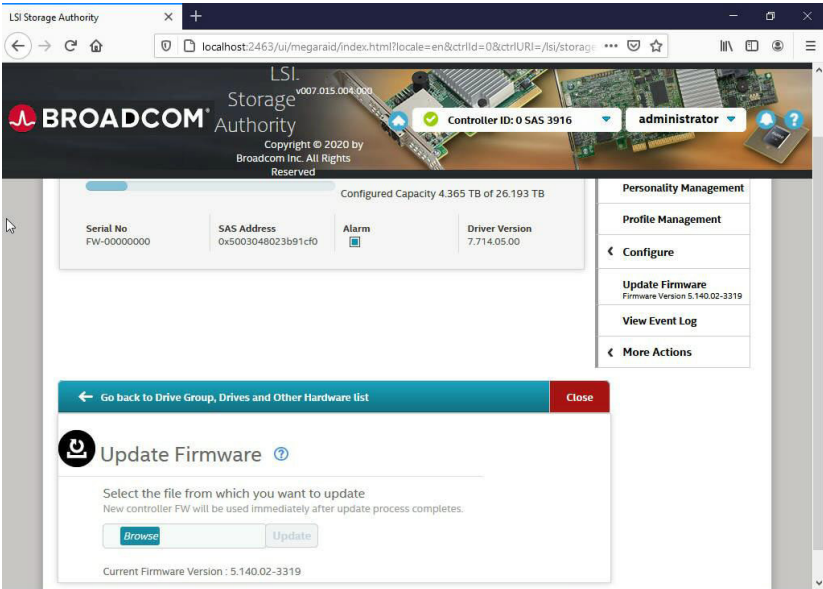 LSI Storage Authority
localhost:2463/ui/megaraid/index.html?locale=en&ctrlId=0&ctrlURI=/lsi/storage
BROADCOM
LSI.
Storage
Authority
v007.015.004.000
Copyright © 2020 by
Broadcom Inc. All Rights
Reserved
Controller ID: 0 SAS 3916
administrator
Configured Capacity 4.365 TB of 26.193 TB
Serial No
FW-00000000
SAS Address
0x5003048023b91cf0
Alarm
Driver Version
7.714.05.00
Personality Management
Profile Management
Configure
Update Firmware
Firmware Version 5.140.02-3319
View Event Log
More Actions
Go back to Drive Group, Drives and Other Hardware list
Close
Update Firmware
Select the file from which you want to update
New controller FW will be used immediately after update process completes.
Browse
Update
Current Firmware Version : 5.140.02-3319